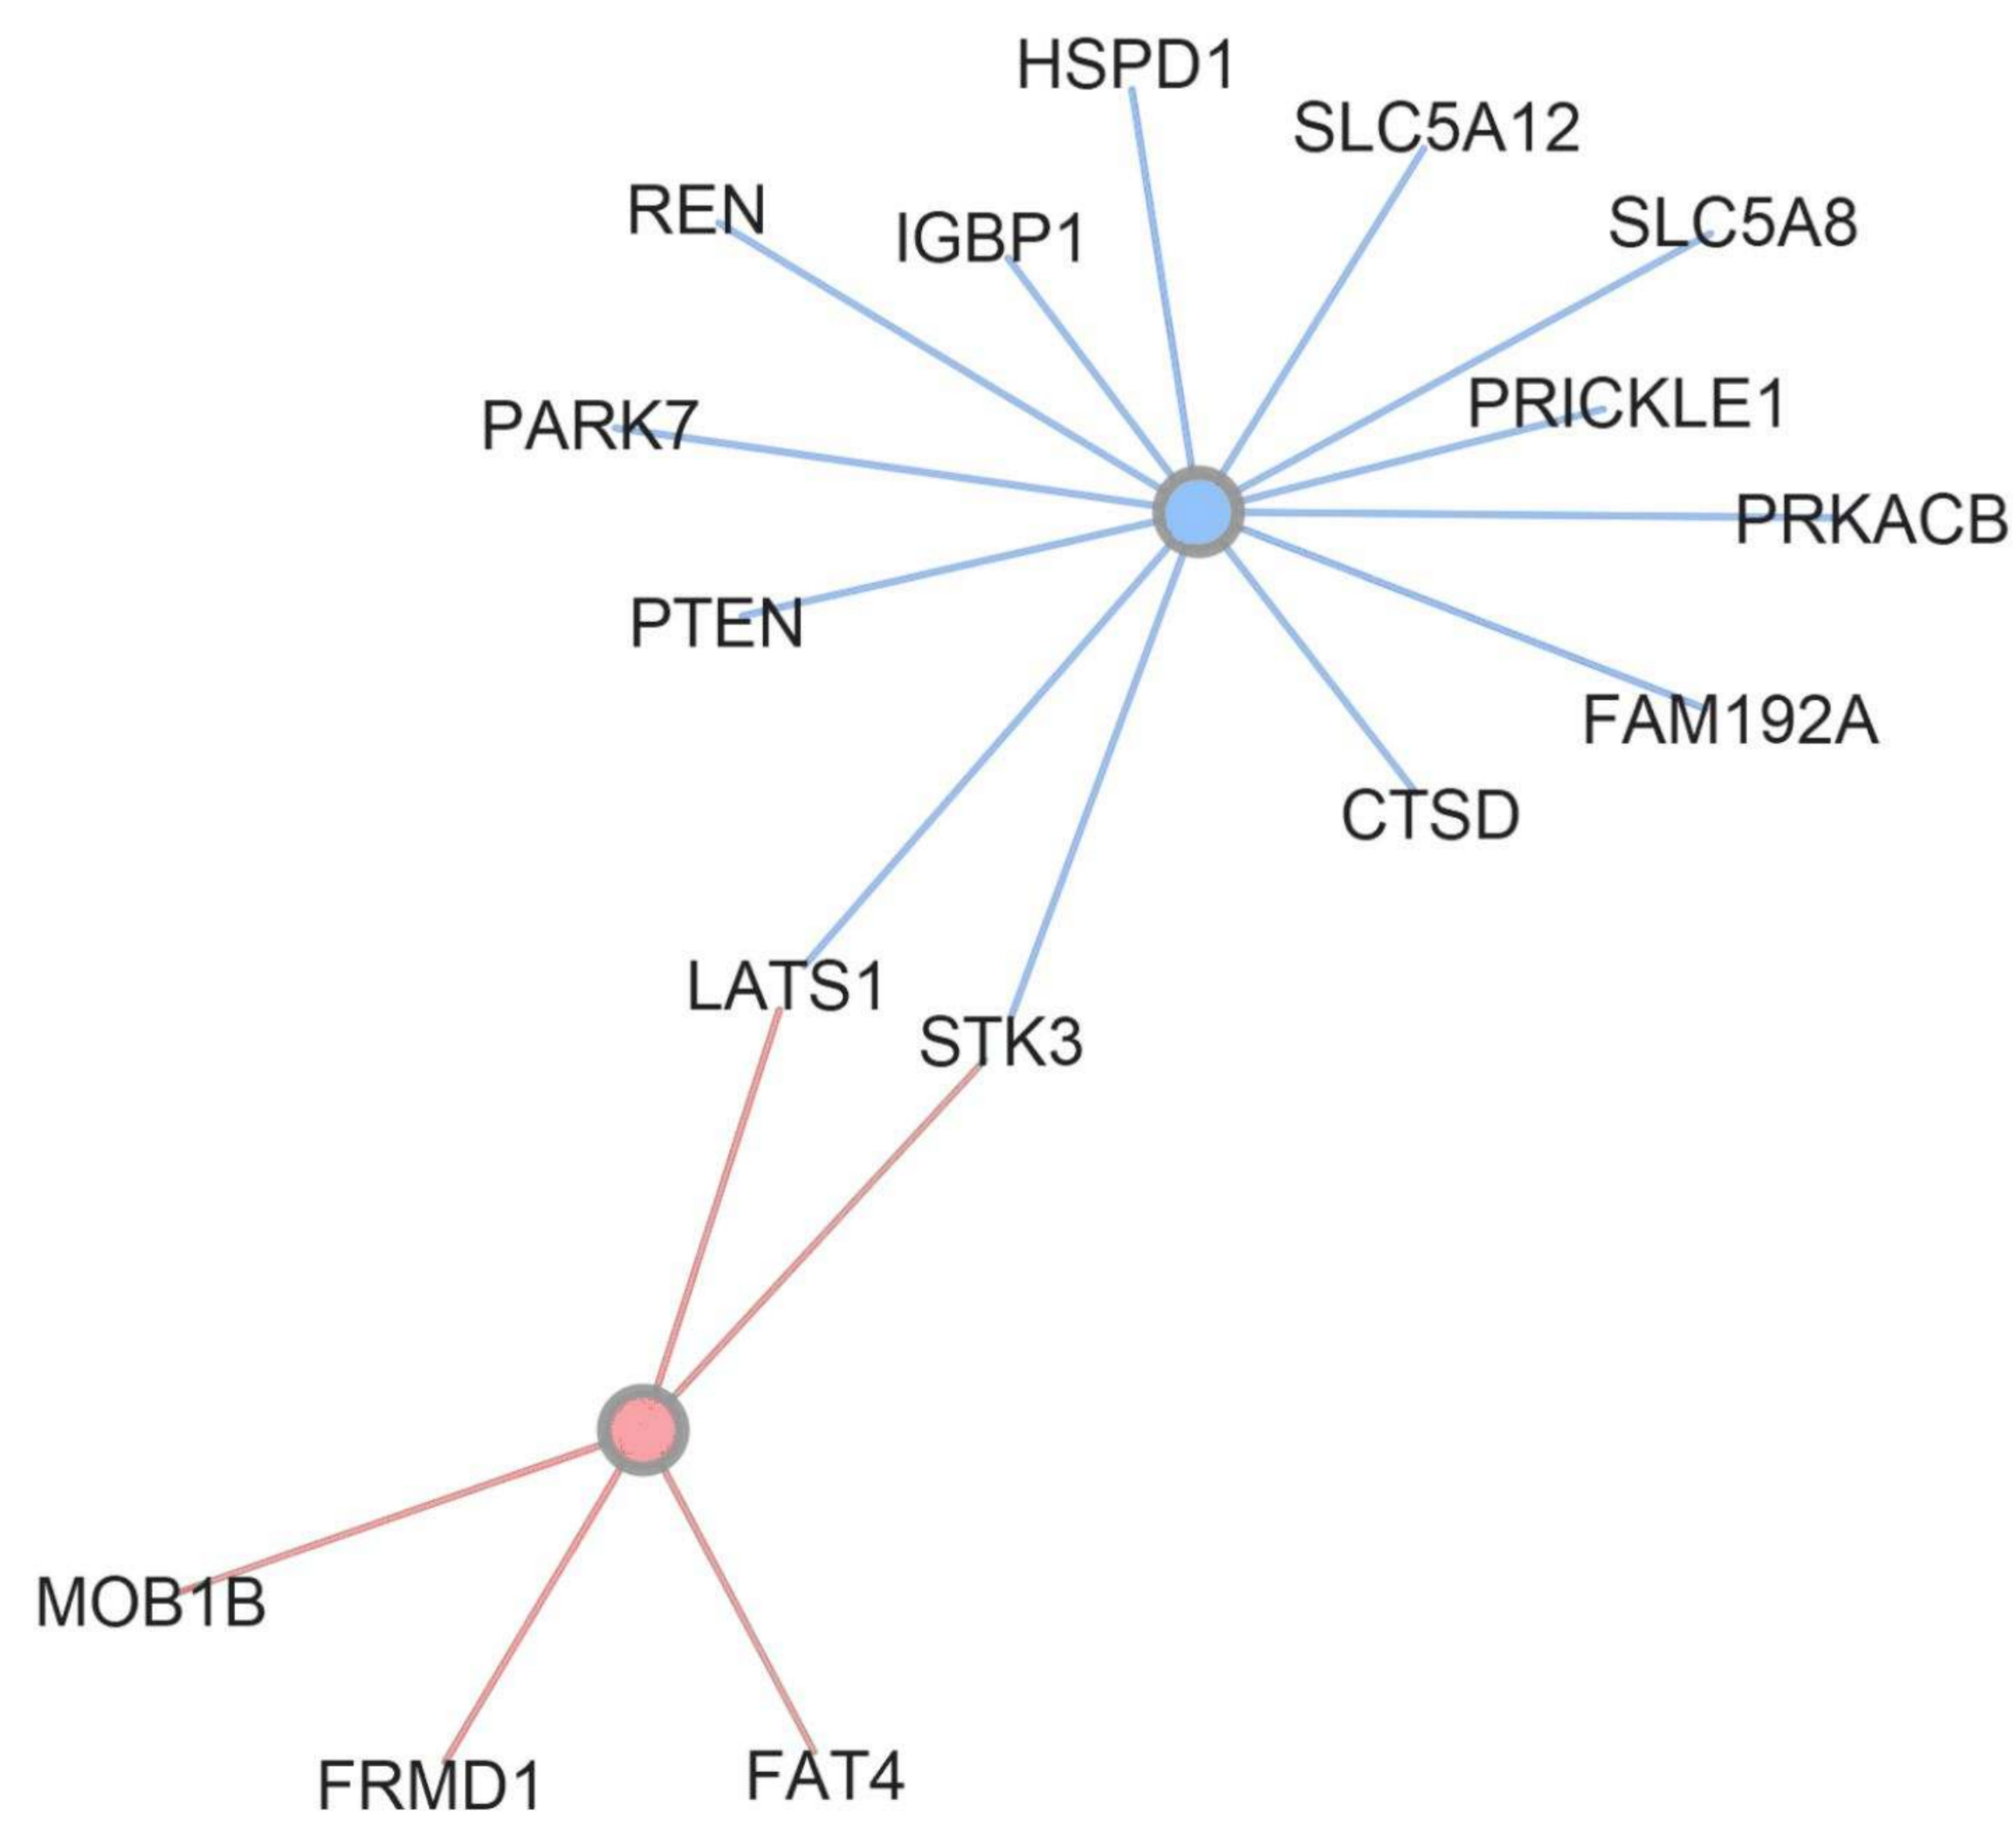 HSPD1
SLC5A12
REN
IGBP1
SLC5A8
PARK7
PRICKLE1
PRKACB
PTEN
FAM192A
CTSD
LATS1
STK3
MOB1B
FRMD1
FAT4